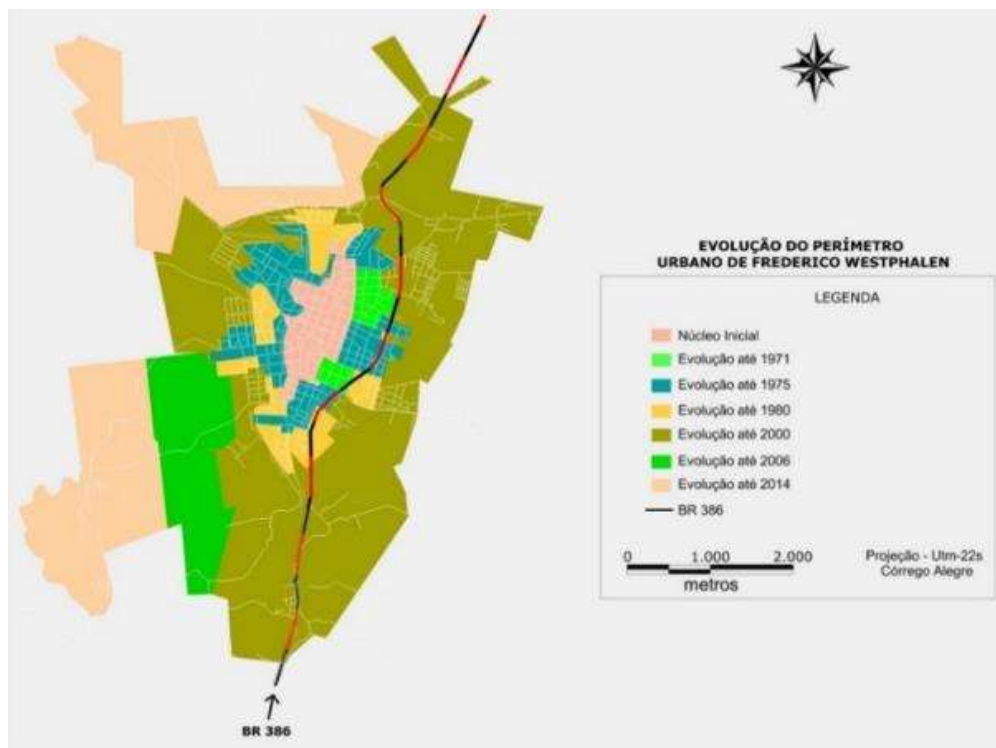 EVOLUÇÃO DO PERÍMETRO
URBANO DE FREDERICO WESTPHALEN
LEGENDA
Núcleo Inicial
Evolução até 1971
Evolução até 1975
Evolução até 1980
Evolução até 2000
Evolução até 2006
Evolução até 2014
BR 386
0 1.000 2.000
metros
Projeção - Utm-22s
Córrego Alegre
BR 386